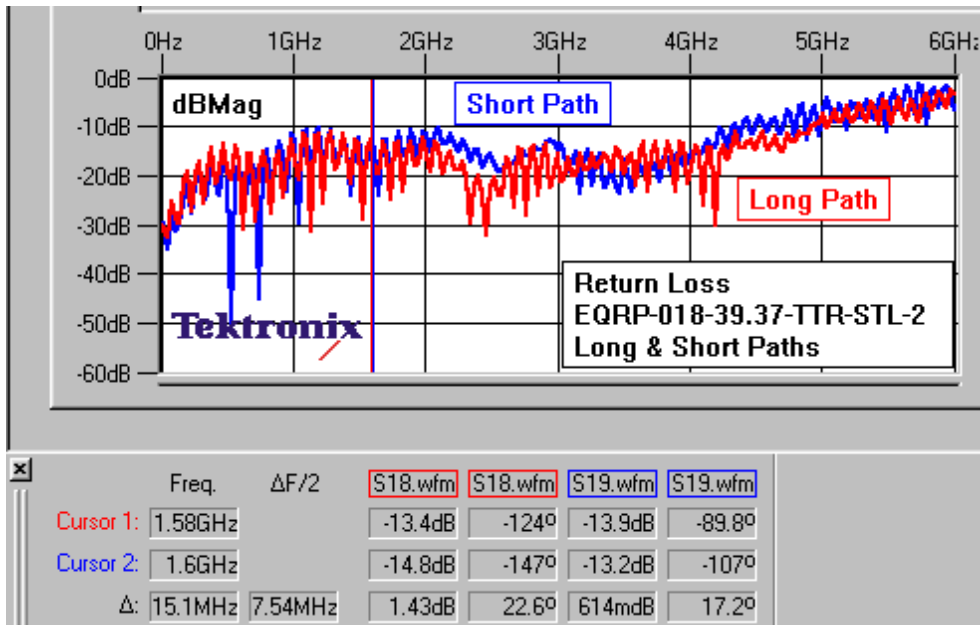 0Hz 1GHz 2GHz 3GHz 4GHz 5GHz 6GHz
0dB
-10dB
-20dB
-30dB
-40dB
-50dB
-60dB
dBMag
Short Path
Long Path
Return Loss
EQRP-018-39.37-TTR-STL-2
Long & Short Paths
Tektronix
Freq. ΔF/2 S18.wfm S18.wfm S19.wfm S19.wfm
Cursor 1: 1.58GHz -13.4dB -124º -13.9dB -89.8º
Cursor 2: 1.6GHz -14.8dB -147º -13.2dB -107º
Δ: 15.1MHz 7.54MHz 1.43dB 22.6º 614mdB 17.2º